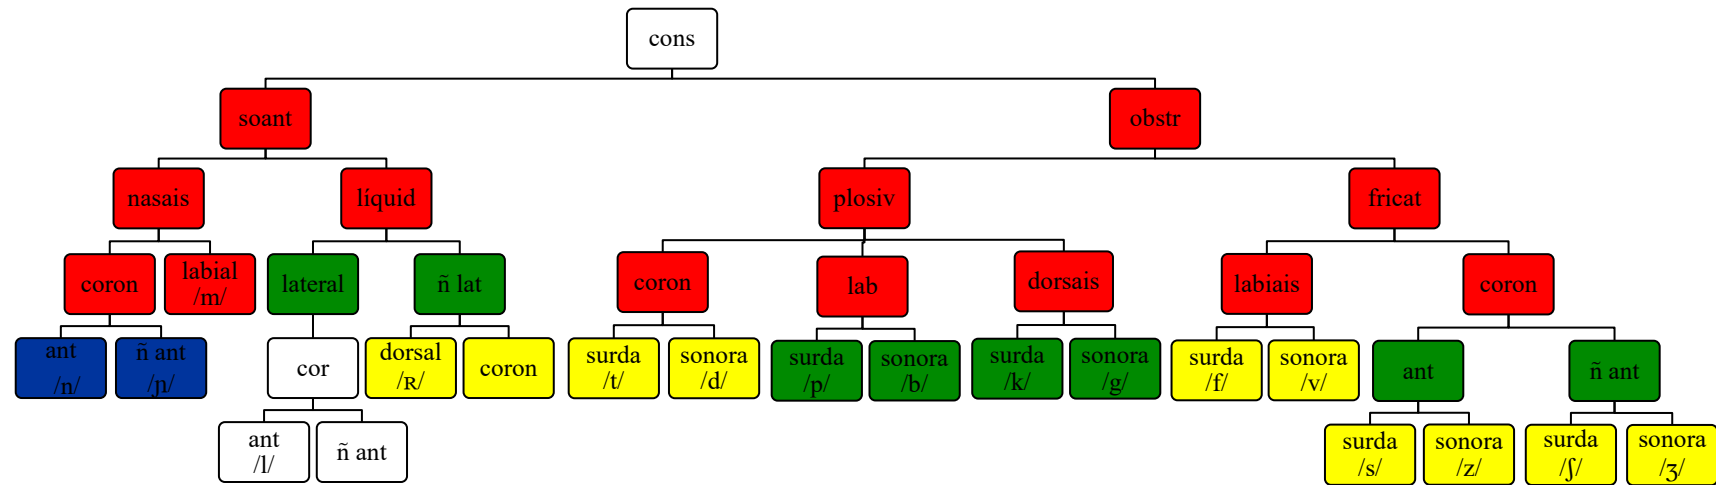 cons
soant
obstr
nasais
líquid
plosiv
fricat
coron
labial
/m/
lateral
ñ lat
coron
lab
dorsais
labiais
coron
ant
/n/
ñ ant
/ɲ/
cor
dorsal
/ʀ/
coron
surda
/t/
sonora
/d/
surda
/p/
sonora
/b/
surda
/k/
sonora
/g/
surda
/f/
sonora
/v/
ant
ñ ant
ant
/l/
ñ ant
surda
/s/
sonora
/z/
surda
/ʃ/
sonora
/ʒ/